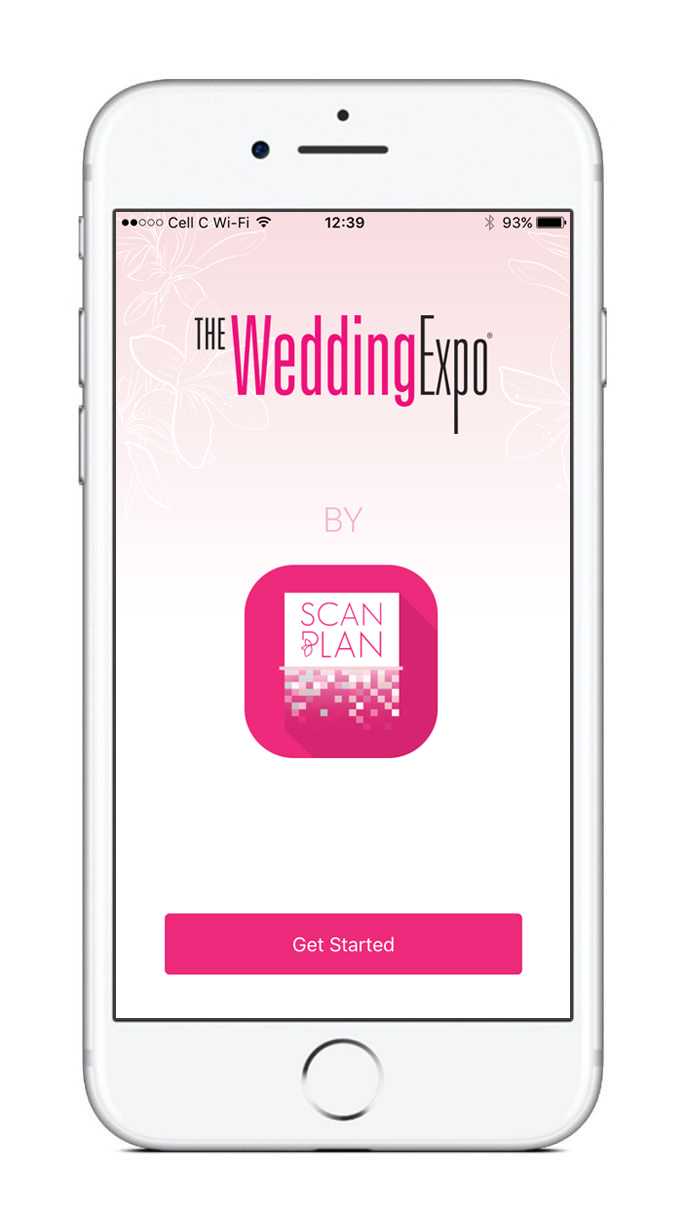 ●●○○○ Cell C Wi-Fi 12:39 93%
THE WeddingExpo®
BY
SCAN
PLAN
Get Started